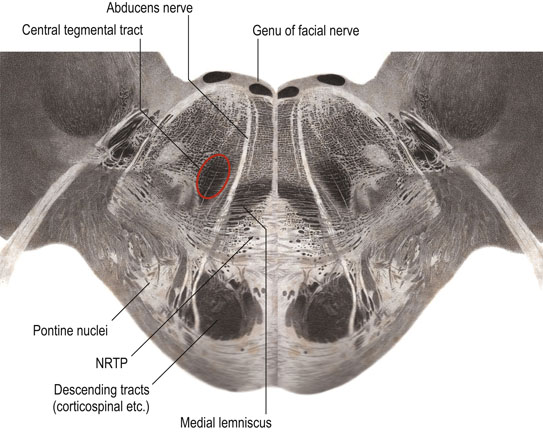 Abducens nerve
Central tegmental tract
Genu of facial nerve
Pontine nuclei
NRTP
Descending tracts
(corticospinal etc.)
Medial lemniscus